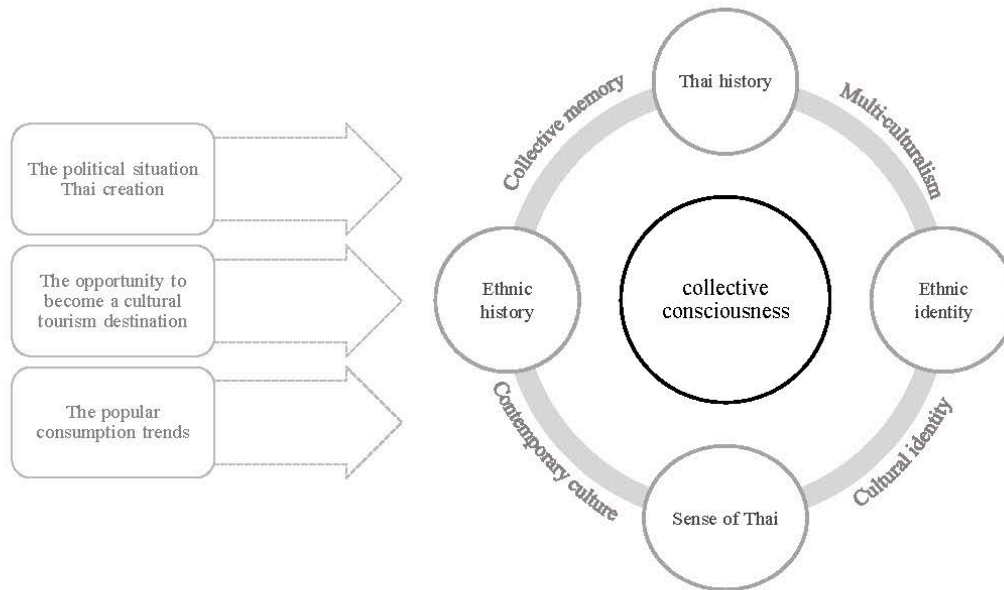 The political situation
Thai creation
The opportunity to
become a cultural
tourism destination
The popular
consumption trends
Thai history
Collective memory
Multi-culturalism
Ethnic
history
collective
consciousness
Ethnic
identity
Contemporary culture
Cultural identity
Sense of Thai